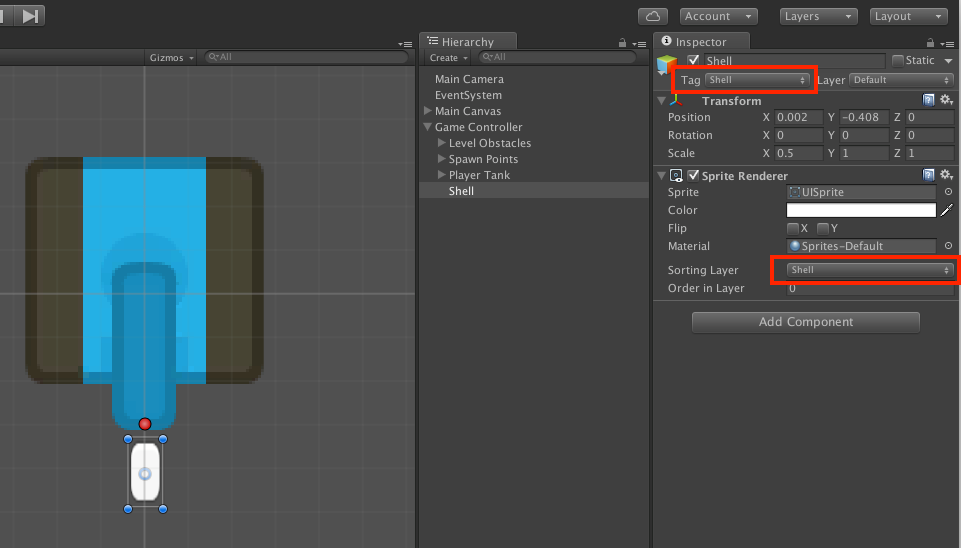 Account Layers Layout
Gizmos All
Hierarchy
Create All
Main Camera
EventSystem
Main Canvas
Game Controller
Level Obstacles
Spawn Points
Player Tank
Shell
Inspector
Shell Static
Tag Shell Layer Default
Transform
Position X 0.002 Y -0.408 Z 0
Rotation X 0 Y 0 Z 0
Scale X 0.5 Y 1 Z 1
Sprite Renderer
Sprite UISprite
Color
Flip X Y
Material Sprites-Default
Sorting Layer Shell
Order in Layer 0
Add Component